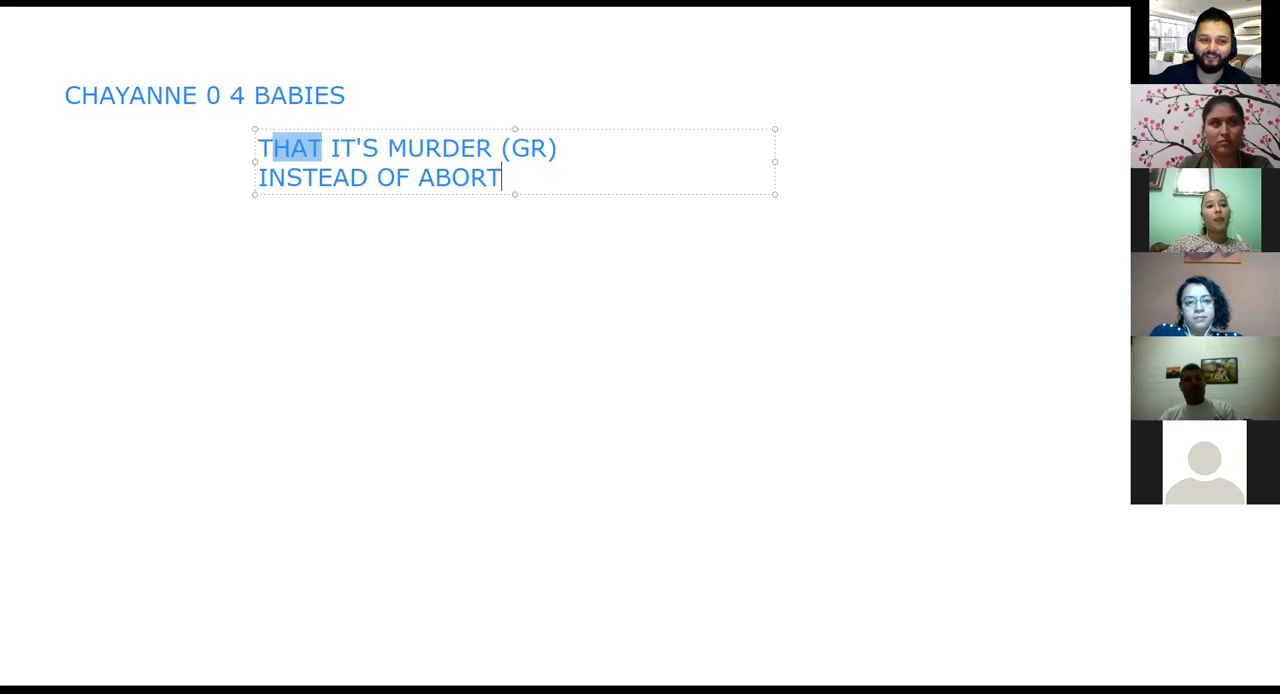 CHAYANNE 0 4 BABIES
THAT IT'S MURDER (GR)
INSTEAD OF ABORT